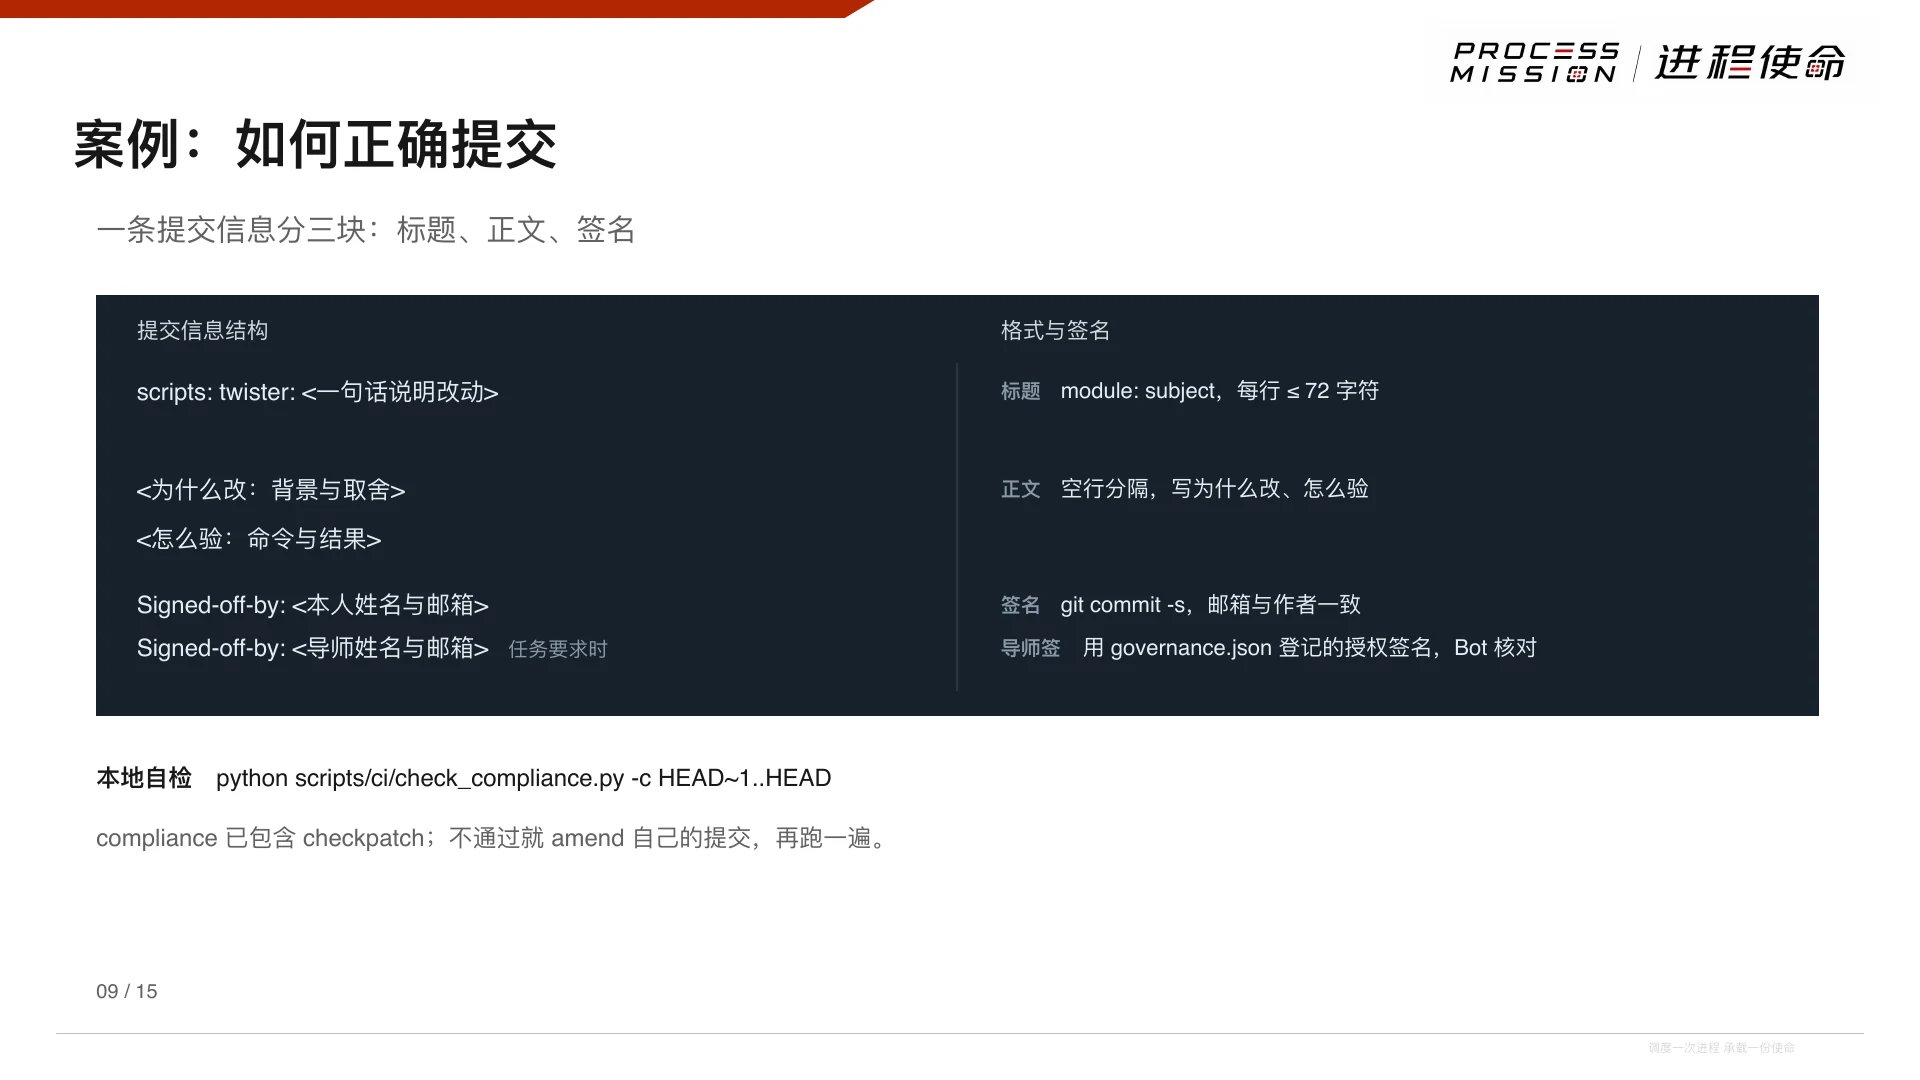 PROCESS MISSION | 进程使命
案例：如何正确提交
一条提交信息分三块：标题、正文、签名
提交信息结构
scripts: twister: <一句话说明改动>
<为什么改：背景与取舍>
<怎么验：命令与结果>
Signed-off-by: <本人姓名与邮箱>
Signed-off-by: <导师姓名与邮箱> 任务要求时
格式与签名
标题 module: subject，每行 ≤ 72 字符
正文 空行分隔，写为什么改、怎么验
签名 git commit -s，邮箱与作者一致
导师签 用 governance.json 登记的授权签名，Bot 核对
本地自检 python scripts/ci/check_compliance.py -c HEAD~1..HEAD
compliance 已包含 checkpatch；不通过就 amend 自己的提交，再跑一遍。
09 / 15
调度一次进程 承载一份使命